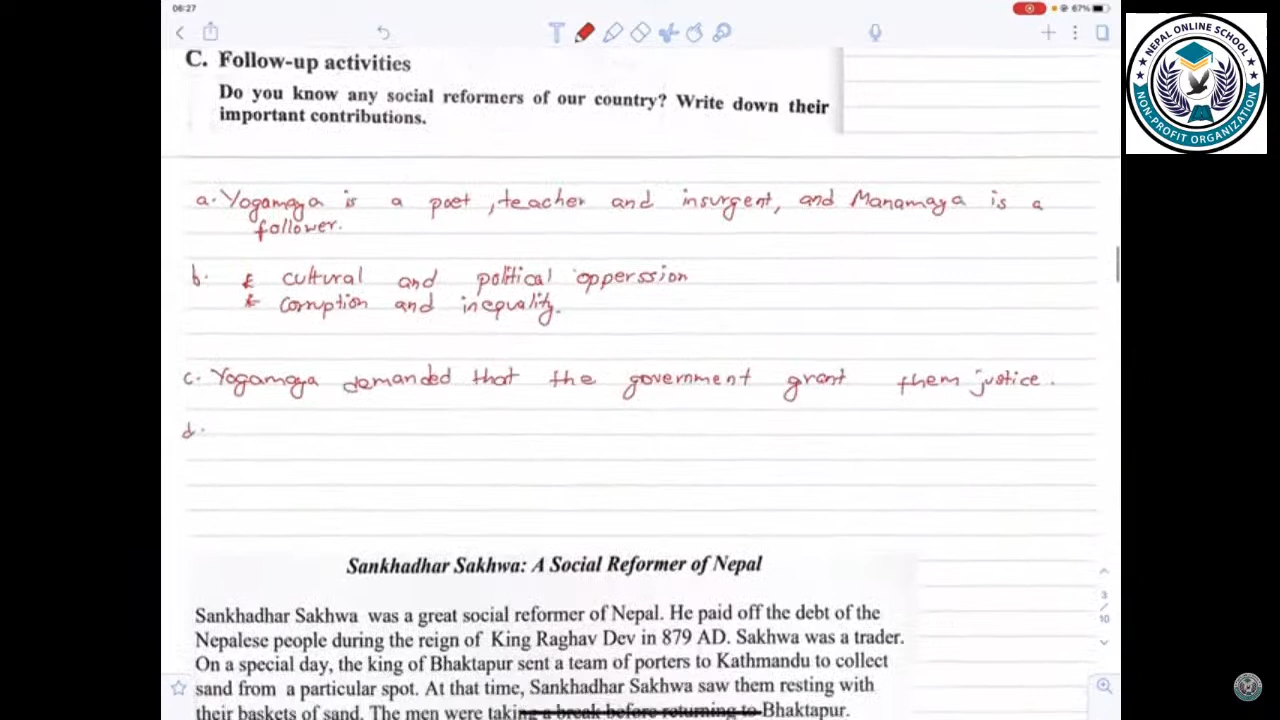 06:27
67%
NEPAL ONLINE SCHOOL
NON-PROFIT ORGANIZATION
C. Follow-up activities
Do you know any social reformers of our country? Write down their
important contributions.
a. Yogamaya is a poet, teacher and insurgent, and Manamaya is a
follower.
b. * cultural and political opperssion
* Corruption and inequality.
c. Yogamaya demanded that the government grant them justice.
d.
Sankhadhar Sakhwa: A Social Reformer of Nepal
3
/
10
Sankhadhar Sakhwa was a great social reformer of Nepal. He paid off the debt of the
Nepalese people during the reign of King Raghav Dev in 879 AD. Sakhwa was a trader.
On a special day, the king of Bhaktapur sent a team of porters to Kathmandu to collect
sand from a particular spot. At that time, Sankhadhar Sakhwa saw them resting with
their baskets of sand. The men were taking a break before returning to Bhaktapur.